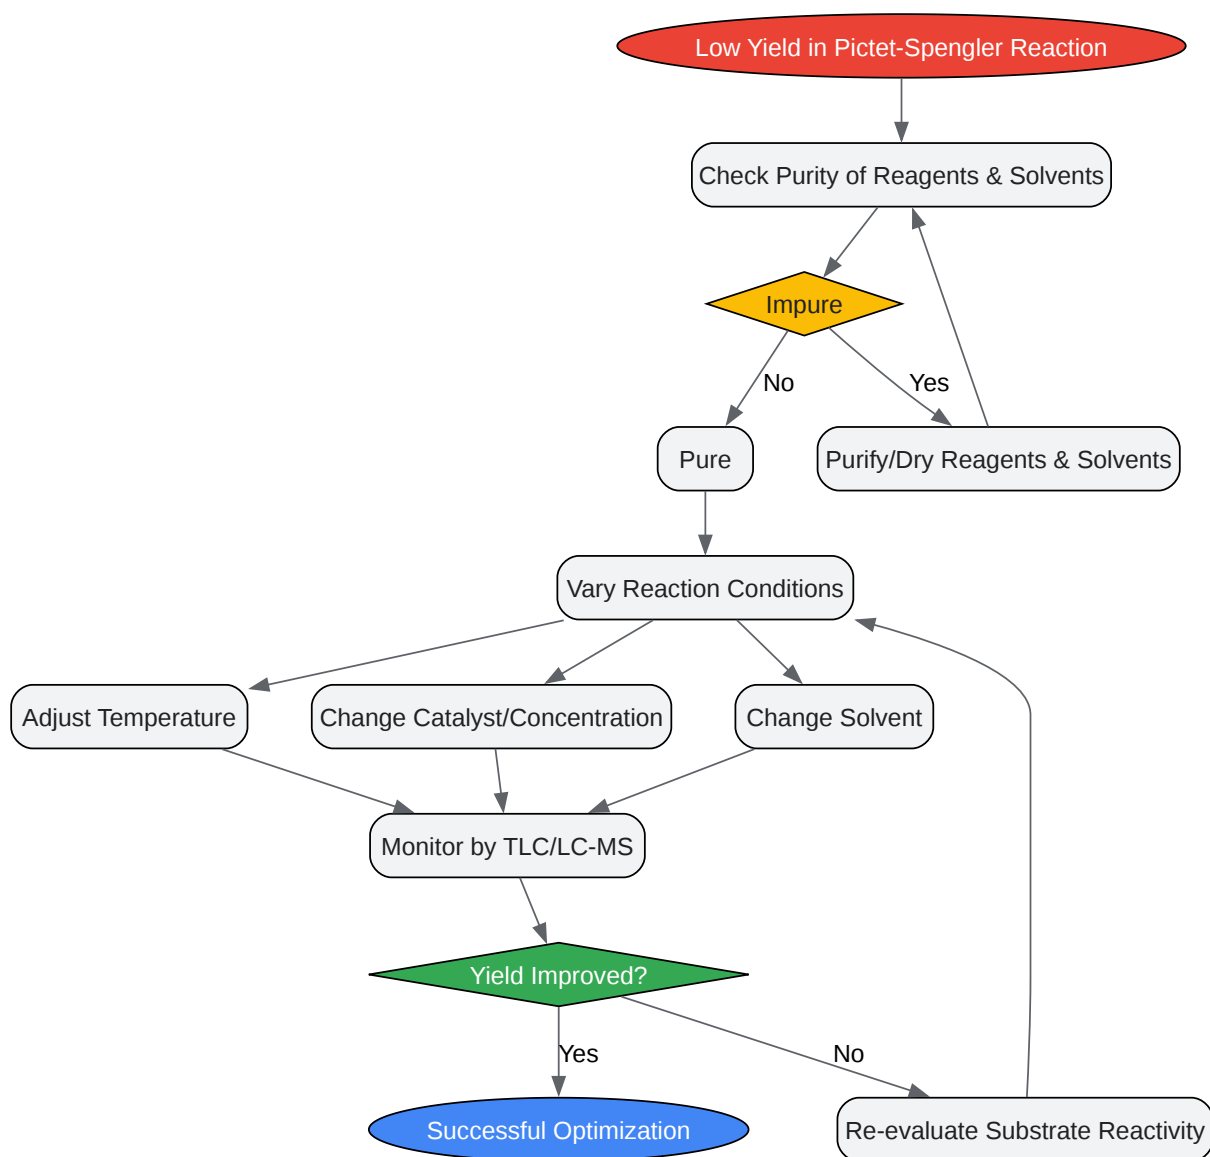 Low Yield in Pictet-Spengler Reaction
Check Purity of Reagents & Solvents
Impure
No
Yes
Pure
Purify/Dry Reagents & Solvents
Vary Reaction Conditions
Adjust Temperature
Change Catalyst/Concentration
Change Solvent
Monitor by TLC/LC-MS
Yield Improved?
Yes
No
Successful Optimization
Re-evaluate Substrate Reactivity